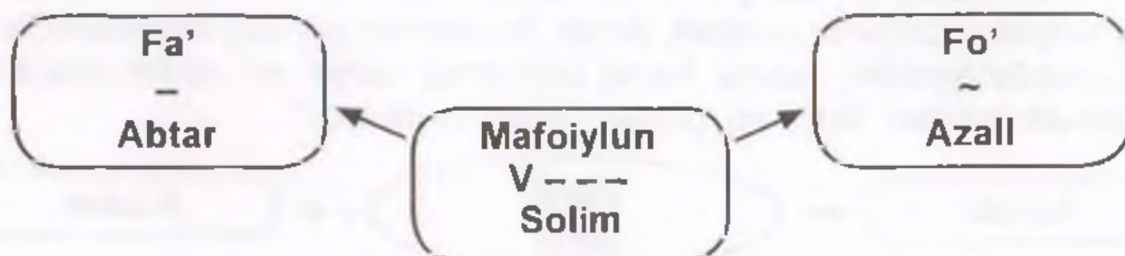 Fa’
–
Abtar
Fo’
~
Azall
Mafoiylun
V – – –
Solim